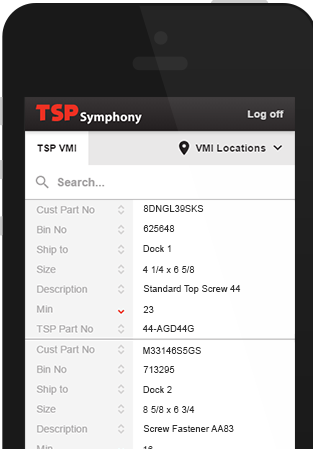 TSP Symphony Log off
TSP VMI VMI Locations
Search...
Cust Part No 8DNGL39SKS
Bin No 625648
Ship to Dock 1
Size 4 1/4 x 6 5/8
Description Standard Top Screw 44
Min 23
TSP Part No 44-AGD44G
Cust Part No M33146S5GS
Bin No 713295
Ship to Dock 2
Size 8 5/8 x 6 3/4
Description Screw Fastener AA83
Min 16